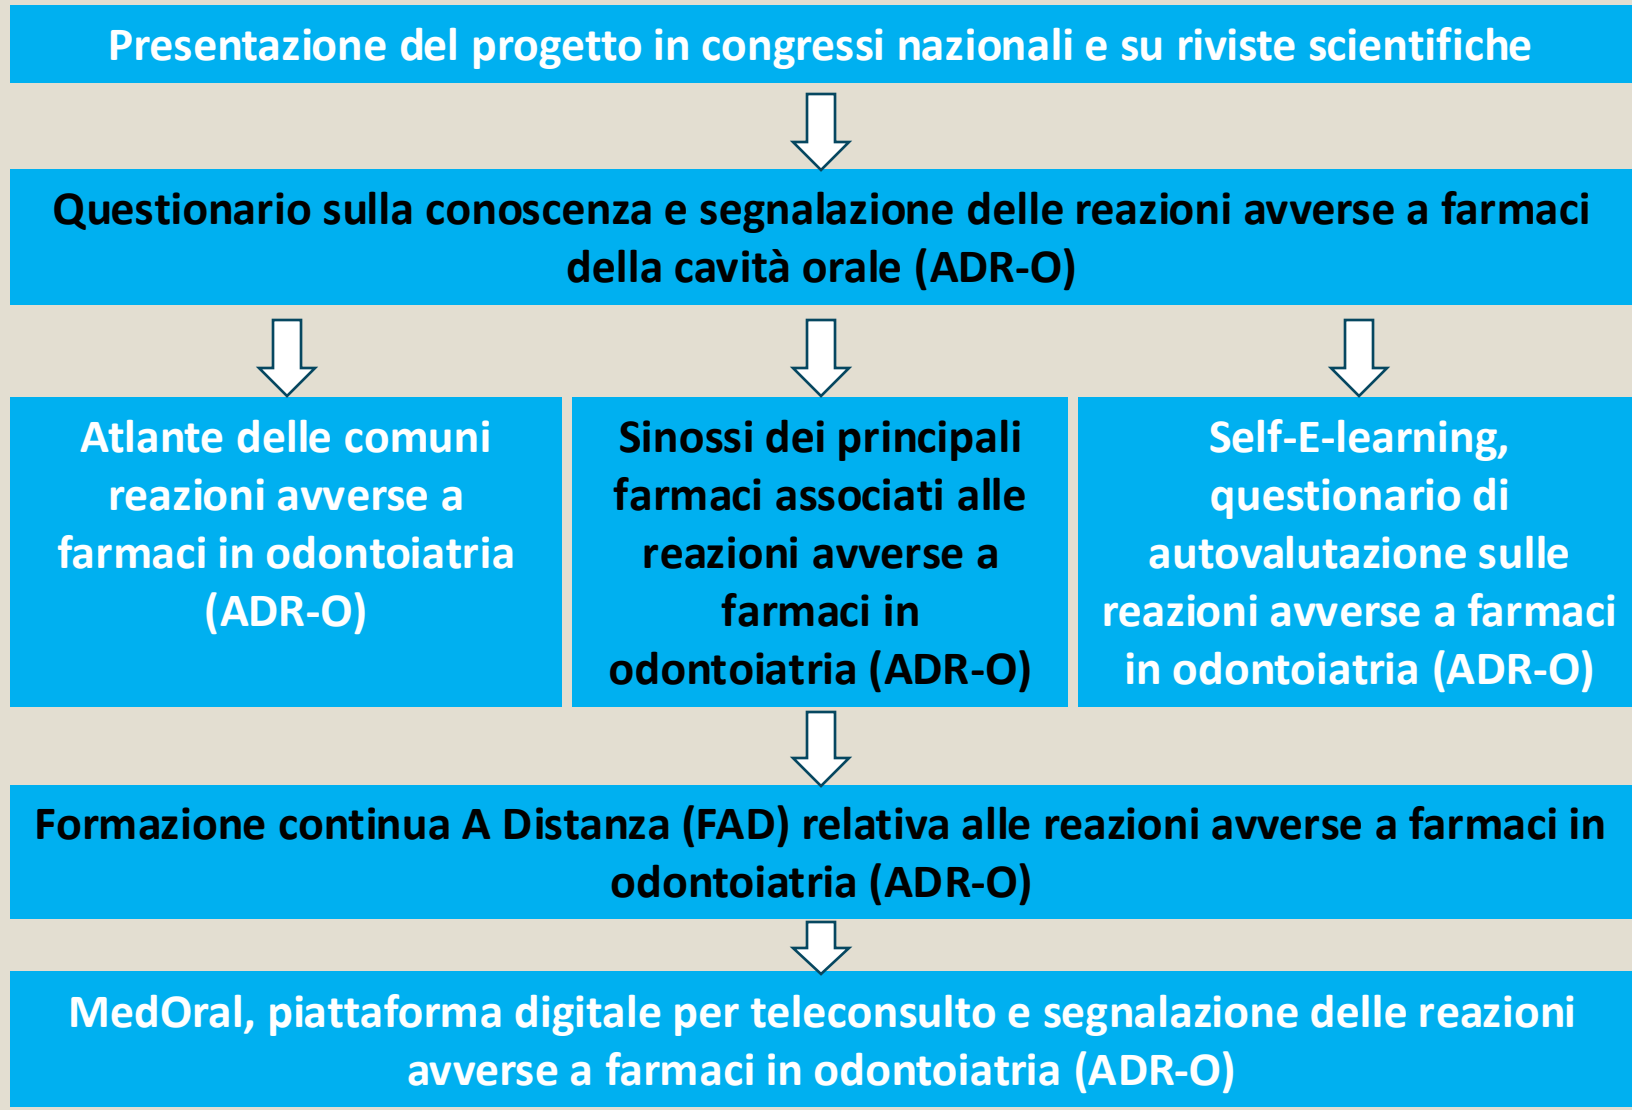 Presentazione del progetto in congressi nazionali e su riviste scientifiche
Questionario sulla conoscenza e segnalazione delle reazioni avverse a farmaci
della cavità orale (ADR-O)
Atlante delle comuni
reazioni avverse a
farmaci in odontoiatria
(ADR-O)
Sinossi dei principali
farmaci associati alle
reazioni avverse a
farmaci in
odontoiatria (ADR-O)
Self-E-learning,
questionario di
autovalutazione sulle
reazioni avverse a farmaci
in odontoiatria (ADR-O)
Formazione continua A Distanza (FAD) relativa alle reazioni avverse a farmaci in
odontoiatria (ADR-O)
MedOral, piattaforma digitale per teleconsulto e segnalazione delle reazioni
avverse a farmaci in odontoiatria (ADR-O)